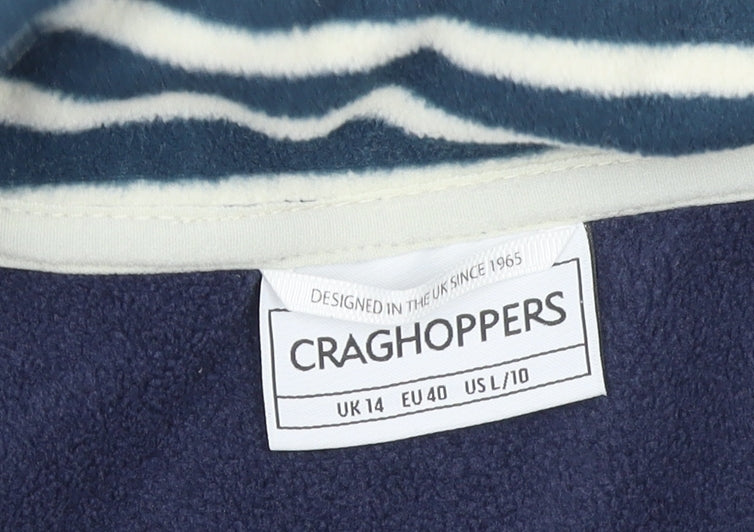 DESIGNED IN THE UK SINCE 1965
CRAGHOPPERS
UK 14 EU 40 US L/10